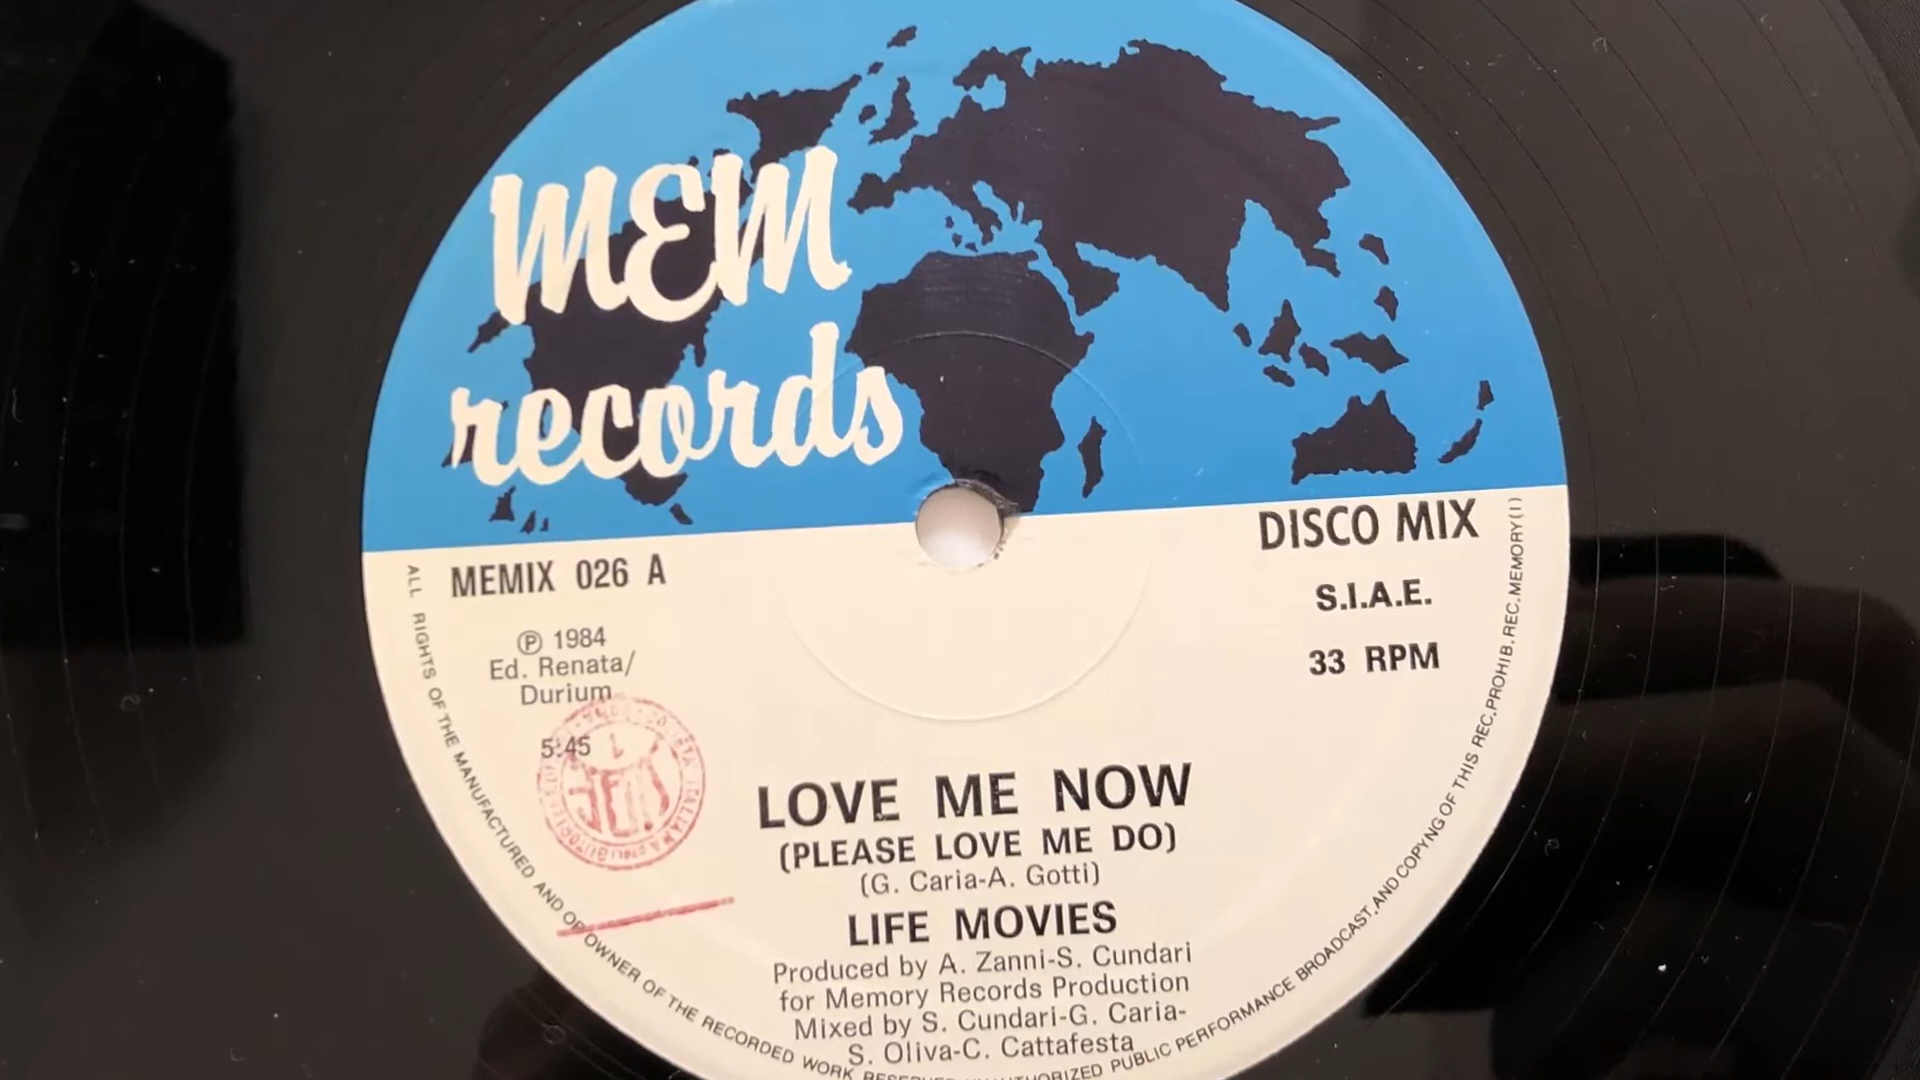 MEM
records
MEMIX 026 A
DISCO MIX
℗ 1984
Ed. Renata/
Durium
S.I.A.E.
33 RPM
5:45
LOVE ME NOW
(PLEASE LOVE ME DO)
(G. Caria-A. Gotti)
LIFE MOVIES
Produced by A. Zanni-S. Cundari
for Memory Records Production
Mixed by S. Cundari-G. Caria-
S. Oliva-C. Cattafesta
ALL RIGHTS OF THE MANUFACTURED AND OF OWNER OF THE RECORDED WORK PUBLIC PERFORMANCE BROADCAST, AND COPYNG OF THIS REC. PROHIB. REC. MEMORY (I)